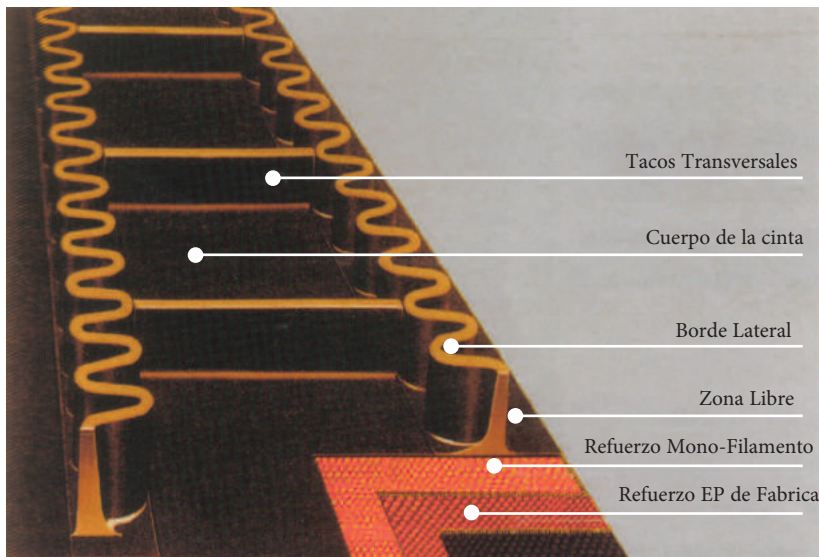 Tacos Transversales
Cuerpo de la cinta
Borde Lateral
Zona Libre
Refuerzo Mono-Filamento
Refuerzo EP de Fabrica